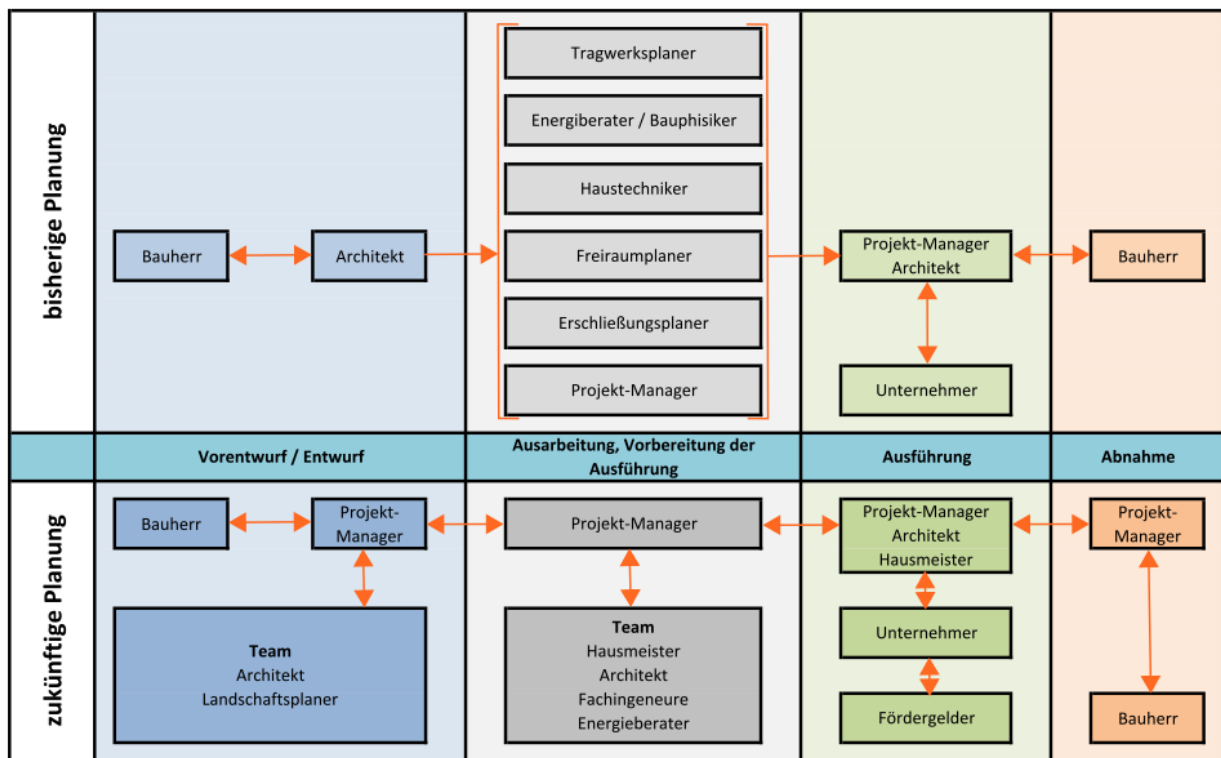 bisherige Planung
Bauherr
Architekt
Tragwerksplaner
Energiberater / Bauphisiker
Haustechniker
Freiraumplaner
Erschließungsplaner
Projekt-Manager
Projekt-Manager
Architekt
Unternehmer
Bauherr
Vorentwurf / Entwurf
Ausarbeitung, Vorbereitung der
Ausführung
Ausführung
Abnahme
zukünftige Planung
Bauherr
Projekt-
Manager
Team
Architekt
Landschaftsplaner
Projekt-Manager
Team
Hausmeister
Architekt
Fachingeneure
Energieberater
Projekt-Manager
Architekt
Hausmeister
Unternehmer
Fördergelder
Projekt-
Manager
Bauherr